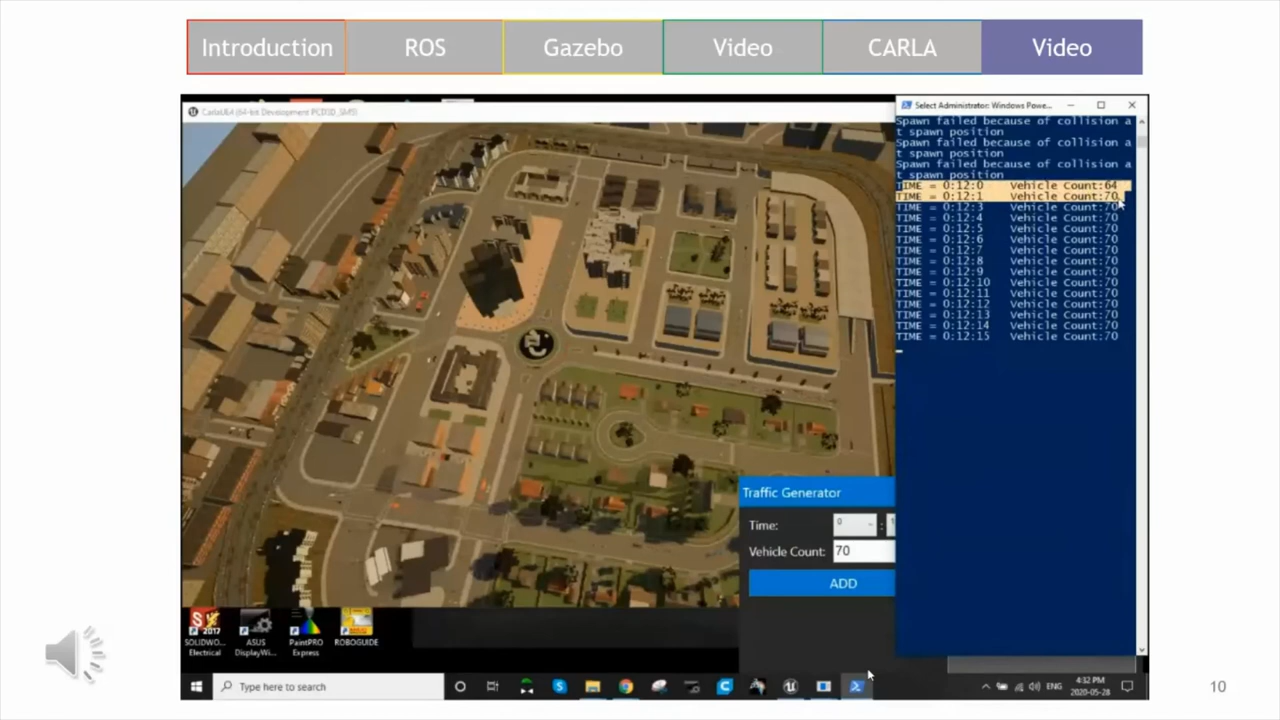 Introduction
ROS
Gazebo
Video
CARLA
Video
CarlaUE4 (64-bit Development PCD3D_SM5)
Select Administrator: Windows Powe...
Spawn failed because of collision a
t spawn position
Spawn failed because of collision a
t spawn position
Spawn failed because of collision a
t spawn position
TIME = 0:12:0 Vehicle Count:64
TIME = 0:12:1 Vehicle Count:70
TIME = 0:12:3 Vehicle Count:70
TIME = 0:12:4 Vehicle Count:70
TIME = 0:12:5 Vehicle Count:70
TIME = 0:12:6 Vehicle Count:70
TIME = 0:12:7 Vehicle Count:70
TIME = 0:12:8 Vehicle Count:70
TIME = 0:12:9 Vehicle Count:70
TIME = 0:12:10 Vehicle Count:70
TIME = 0:12:11 Vehicle Count:70
TIME = 0:12:12 Vehicle Count:70
TIME = 0:12:13 Vehicle Count:70
TIME = 0:12:14 Vehicle Count:70
TIME = 0:12:15 Vehicle Count:70
Traffic Generator
Time: 0 : 1
Vehicle Count: 70
ADD
SOLIDWO... Electrical
ASUS DisplayWi...
PaintPRO Express
ROBOGUIDE
Type here to search
ENG
4:32 PM
2020-05-28
10